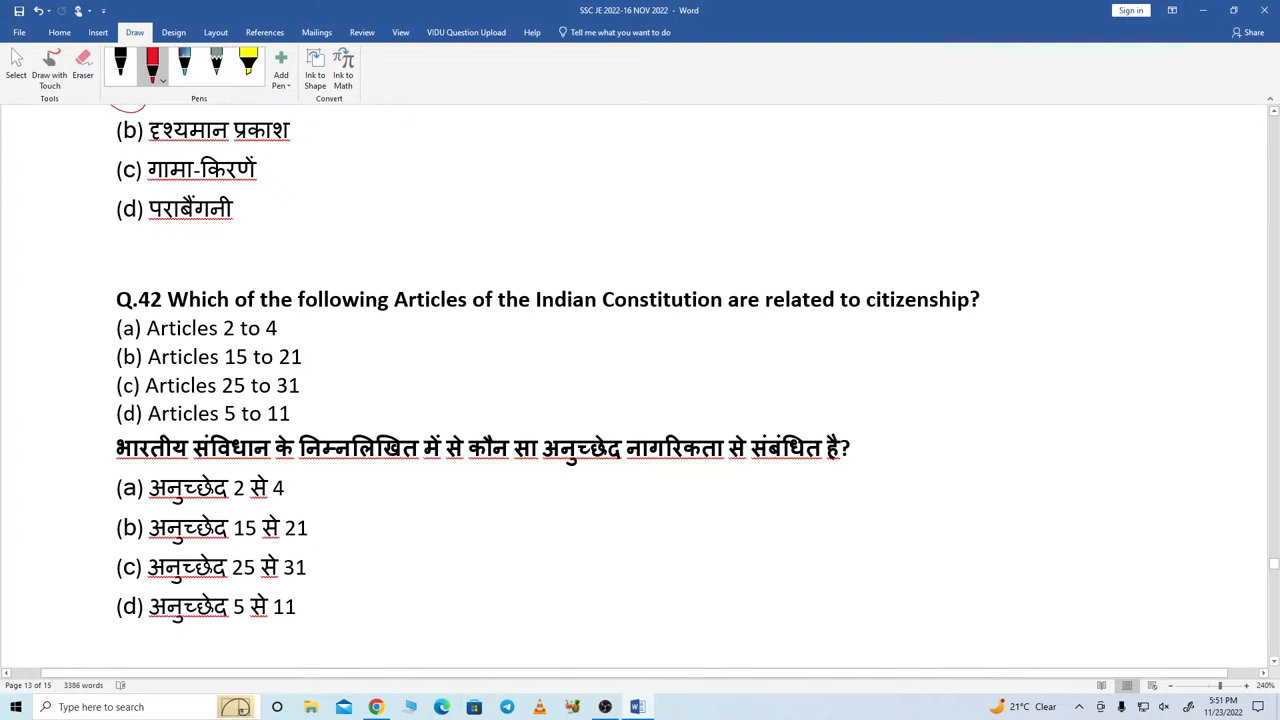 SSC JE 2022-16 NOV 2022 - Word
Sign in
File Home Insert Draw Design Layout References Mailings Review View VIDU Question Upload Help Tell me what you want to do Share
Select Draw with Touch Eraser Add Pen Ink to Shape Ink to Math
Tools Pens Convert
(b) दृश्यमान प्रकाश
(c) गामा-किरणें
(d) पराबैंगनी
Q.42 Which of the following Articles of the Indian Constitution are related to citizenship?
(a) Articles 2 to 4
(b) Articles 15 to 21
(c) Articles 25 to 31
(d) Articles 5 to 11
भारतीय संविधान के निम्नलिखित में से कौन सा अनुच्छेद नागरिकता से संबंधित है?
(a) अनुच्छेद 2 से 4
(b) अनुच्छेद 15 से 21
(c) अनुच्छेद 25 से 31
(d) अनुच्छेद 5 से 11
Page 13 of 15 3386 words 240%
Type here to search 21°C Clear ENG 5:51 PM
11/23/2022